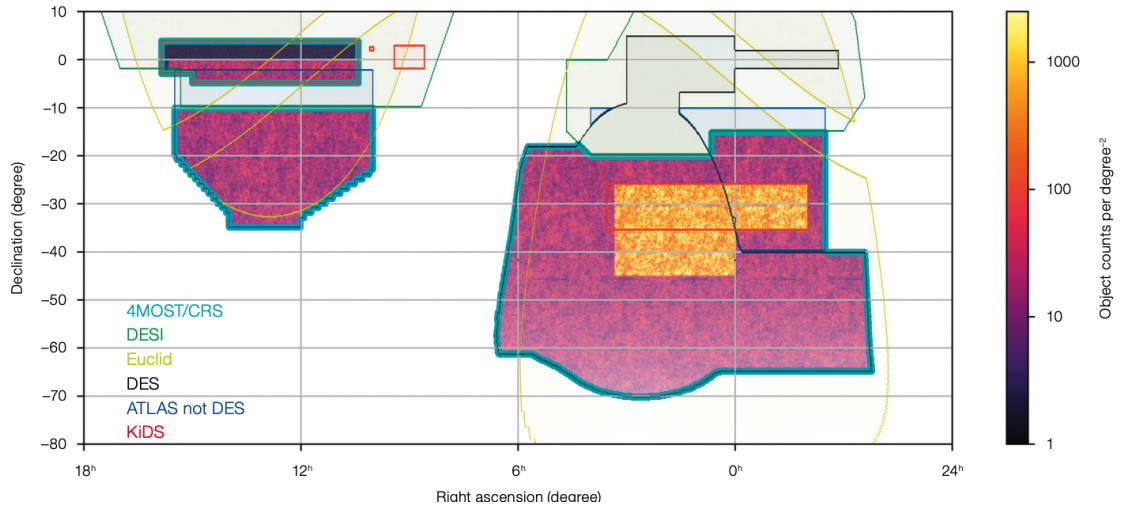 10
0
−10
−20
−30
−40
−50
−60
−70
−80
Declination (degree)
4MOST/CRS
DESI
Euclid
DES
ATLAS not DES
KiDS
18h
12h
6h
0h
24h
Right ascension (degree)
1000
100
10
1
Object counts per degree−2